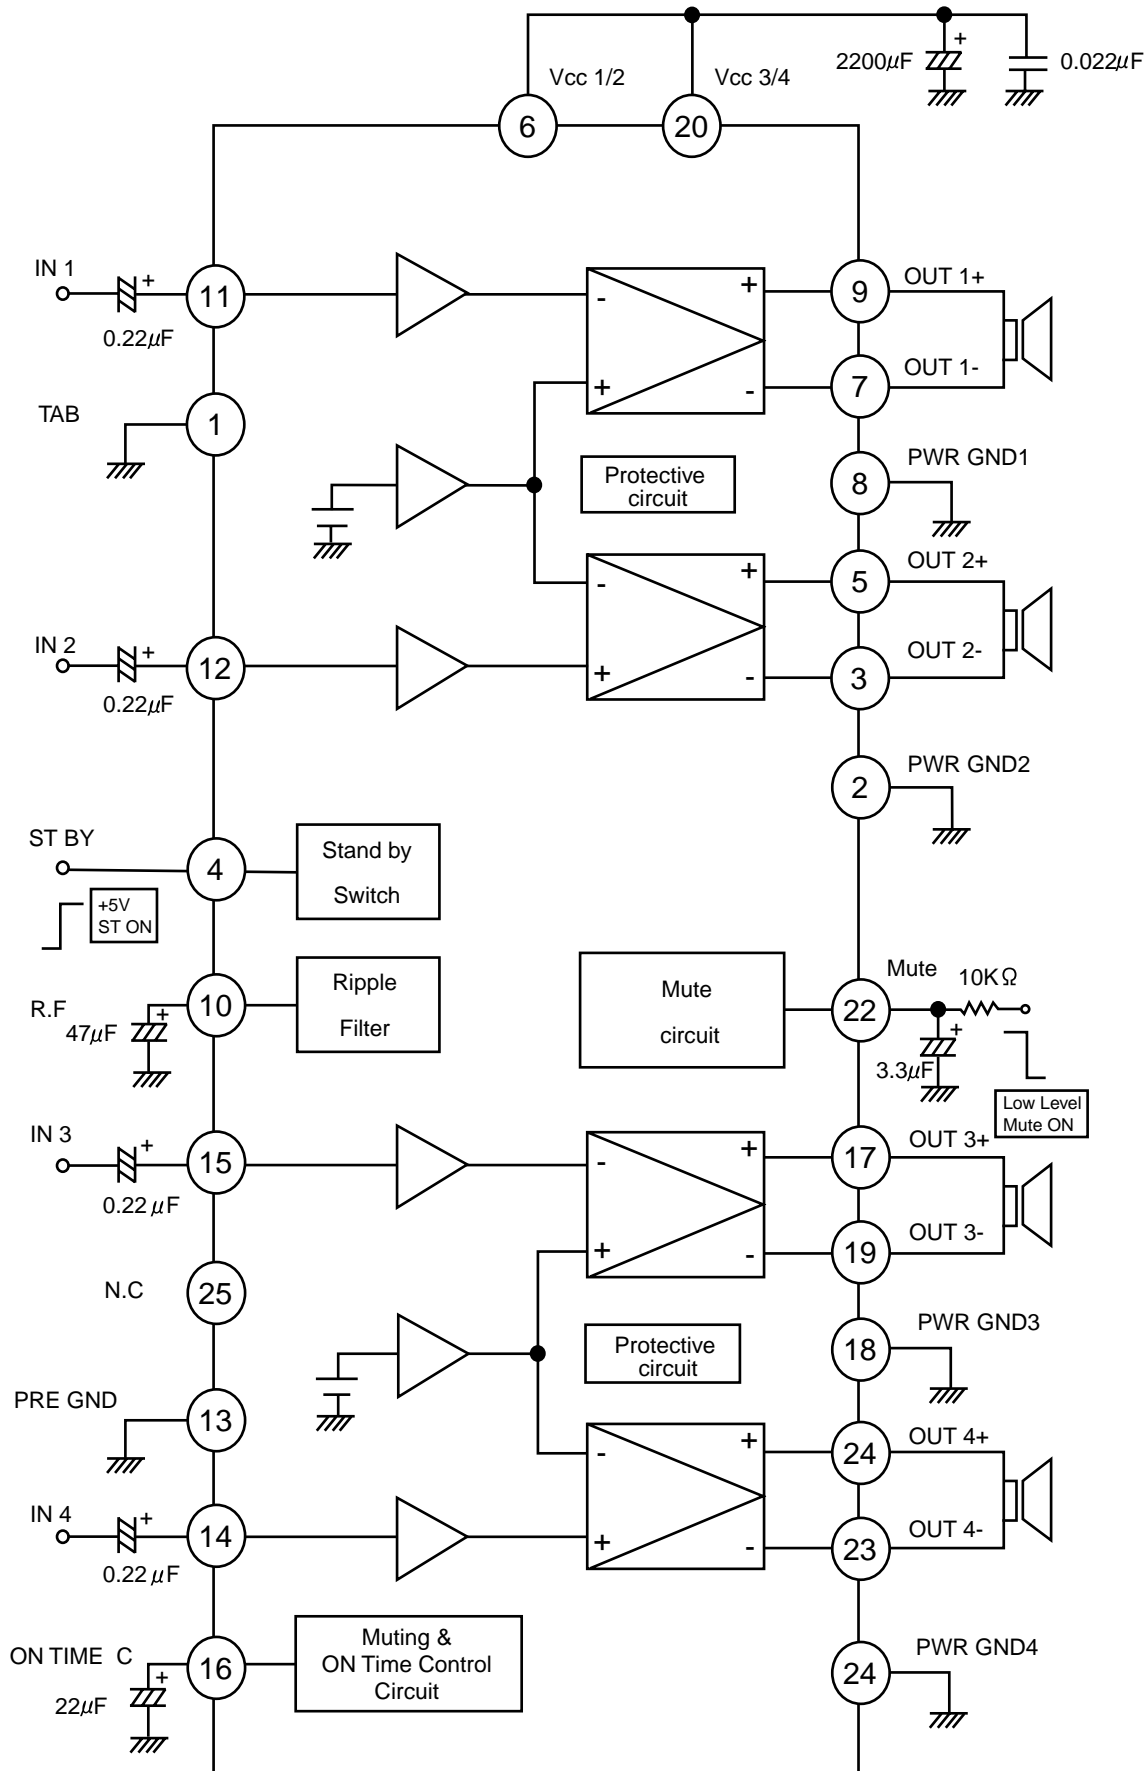 2200μF
0.022μF
Vcc 1/2
Vcc 3/4
6
20
IN 1
+
0.22μF
11
-
+
+
-
9
OUT 1+
7
OUT 1-
TAB
1
Protective
circuit
8
PWR GND1
IN 2
+
0.22μF
12
-
+
+
-
5
OUT 2+
3
OUT 2-
2
PWR GND2
ST BY
4
+5V
ST ON
Stand by
Switch
R.F
47μF
+
10
Ripple
Filter
Mute
circuit
22
Mute
10KΩ
+
3.3μF
Low Level
Mute ON
IN 3
+
0.22 μF
15
-
+
+
-
17
OUT 3+
19
OUT 3-
N.C
25
Protective
circuit
18
PWR GND3
PRE GND
13
IN 4
+
0.22 μF
14
-
+
+
-
24
OUT 4+
23
OUT 4-
ON TIME C
+
22μF
16
Muting &
ON Time Control
Circuit
24
PWR GND4